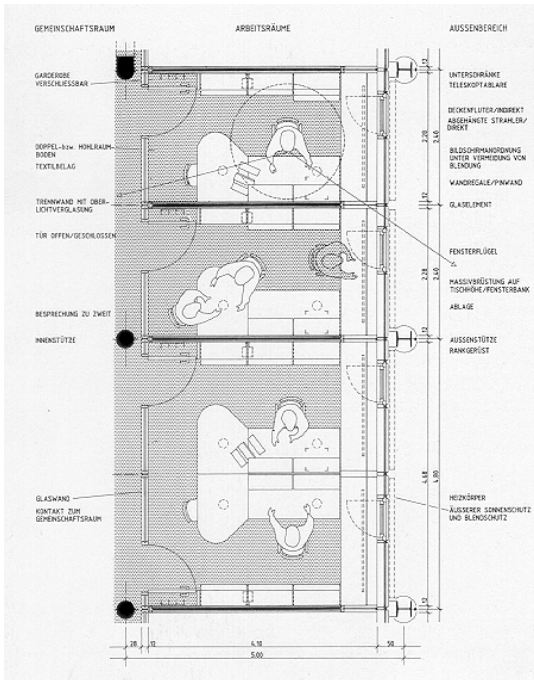 GEMEINSCHAFTSRAUM
ARBEITSRÄUME
AUSSENBEREICH
GARDEROBE
VERSCHLIESSBAR
DOPPEL-bzw. HOHLRAUM-
BODEN
TEXTILBELAG
TRENNWAND MIT OBER-
LICHTVERGLASUNG
TÜR OFFEN/GESCHLOSSEN
BESPRECHUNG ZU ZWEIT
INNENSTÜTZE
GLASWAND
KONTAKT ZUM
GEMEINSCHAFTSRAUM
UNTERSCHRÄNKE
TELESKOPTABLARE
DECKENFLUTER/INDIREKT
ABGEHÄNGTE STRAHLER/
DIREKT
BILDSCHIRMANORDNUNG
UNTER VERMEIDUNG VON
BLENDUNG
WANDREGALE/PINWAND
GLASELEMENT
FENSTERFLÜGEL
MASSIVBRÜSTUNG AUF
TISCHHÖHE/FENSTERBANK
ABLAGE
AUSSENSTÜTZE
RANKGERÜST
HEIZKÖRPER
ÄUSSERER SONNENSCHUTZ
UND BLENDSCHUTZ
12
2.28
2.40
12
2.28
2.40
12
4.68
4.80
12
28
12
4.10
50
5.00